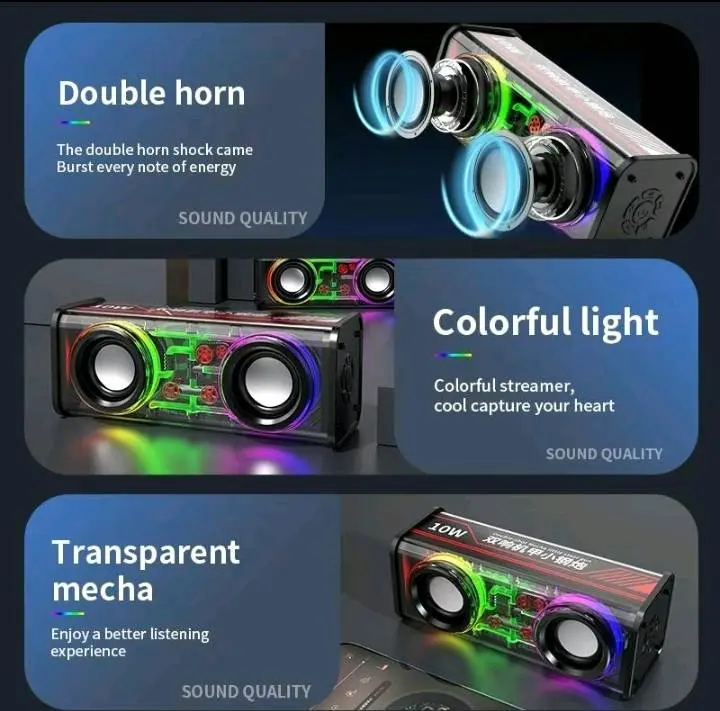 Double horn
The double horn shock came
Burst every note of energy
SOUND QUALITY
Colorful light
Colorful streamer,
cool capture your heart
SOUND QUALITY
Transparent
mecha
Enjoy a better listening
experience
SOUND QUALITY
10W